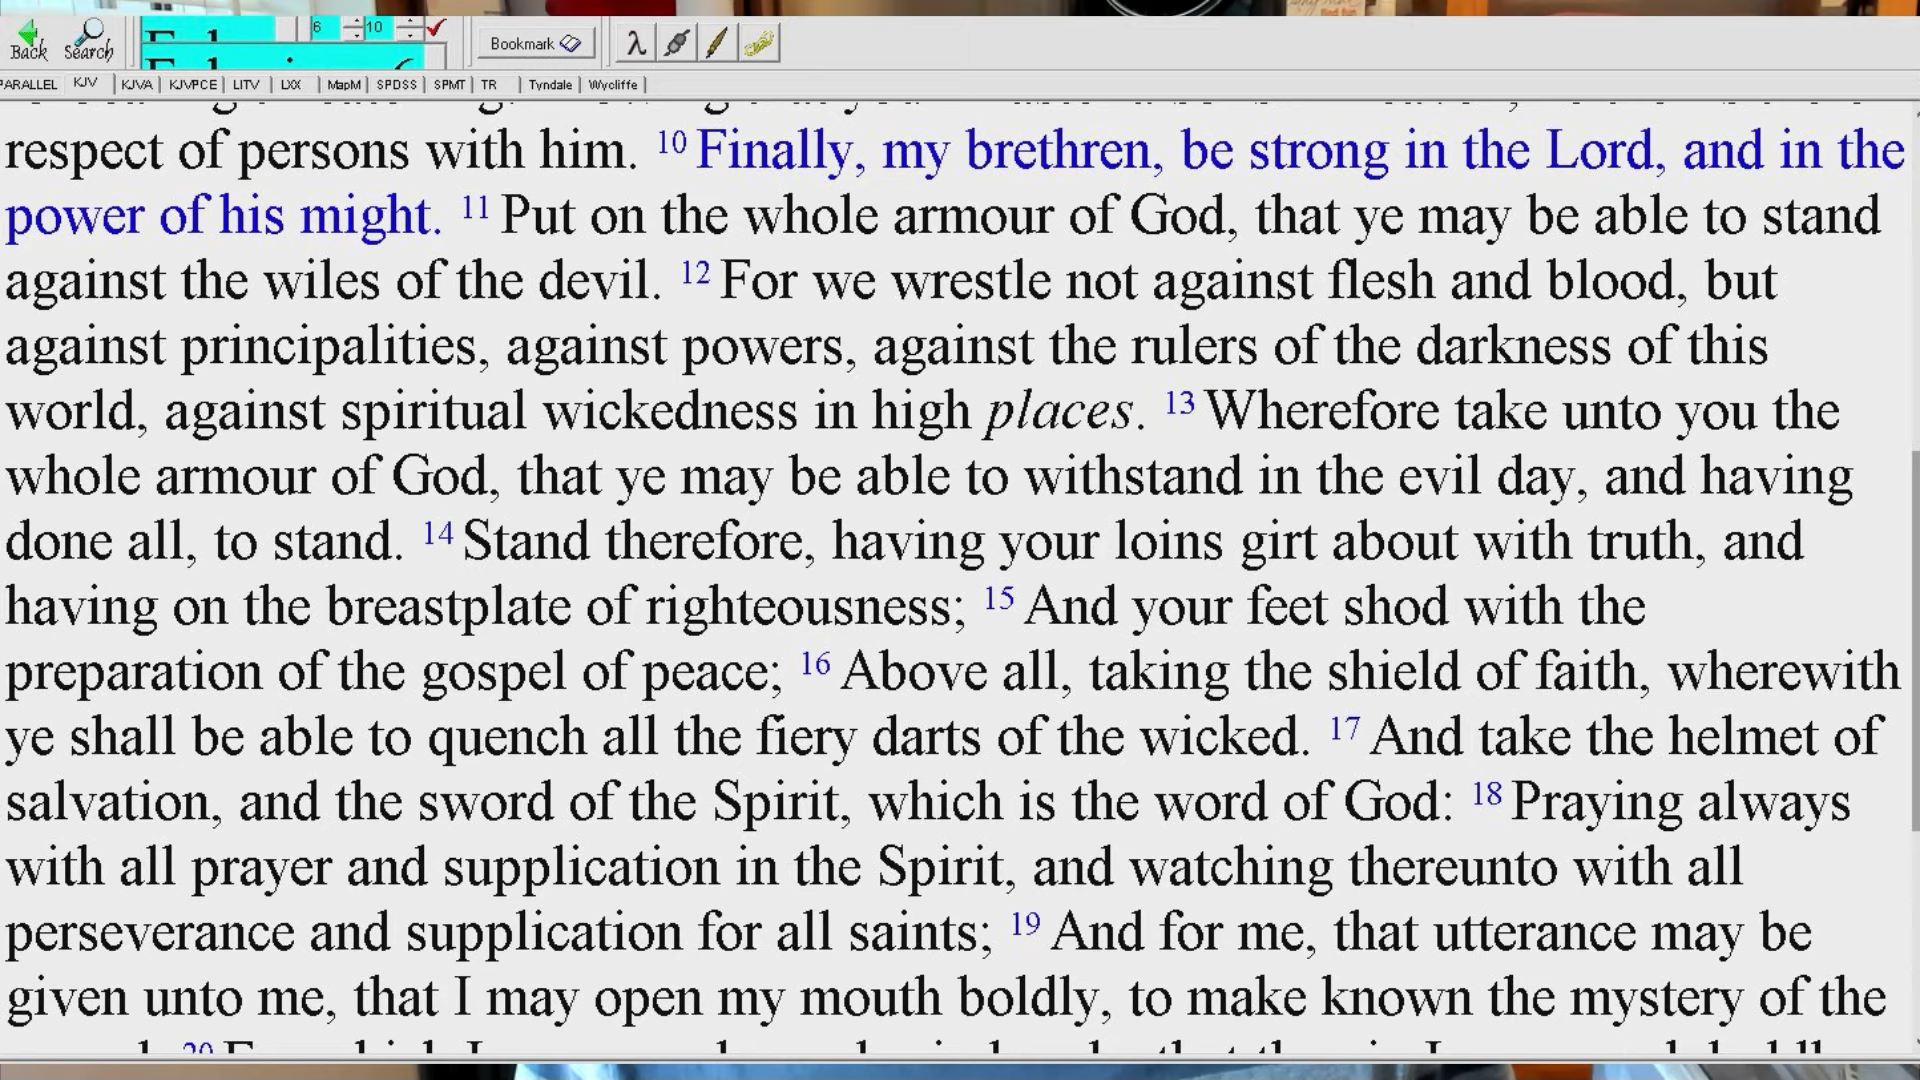 6 10
Back Search Bookmark λ
PARALLEL KJV KJVA KJVPCE LITV LXX MapM SPDSS SPMT TR Tyndale Wycliffe
respect of persons with him. 10 Finally, my brethren, be strong in the Lord, and in the
power of his might. 11 Put on the whole armour of God, that ye may be able to stand
against the wiles of the devil. 12 For we wrestle not against flesh and blood, but
against principalities, against powers, against the rulers of the darkness of this
world, against spiritual wickedness in high places. 13 Wherefore take unto you the
whole armour of God, that ye may be able to withstand in the evil day, and having
done all, to stand. 14 Stand therefore, having your loins girt about with truth, and
having on the breastplate of righteousness; 15 And your feet shod with the
preparation of the gospel of peace; 16 Above all, taking the shield of faith, wherewith
ye shall be able to quench all the fiery darts of the wicked. 17 And take the helmet of
salvation, and the sword of the Spirit, which is the word of God: 18 Praying always
with all prayer and supplication in the Spirit, and watching thereunto with all
perseverance and supplication for all saints; 19 And for me, that utterance may be
given unto me, that I may open my mouth boldly, to make known the mystery of the
20